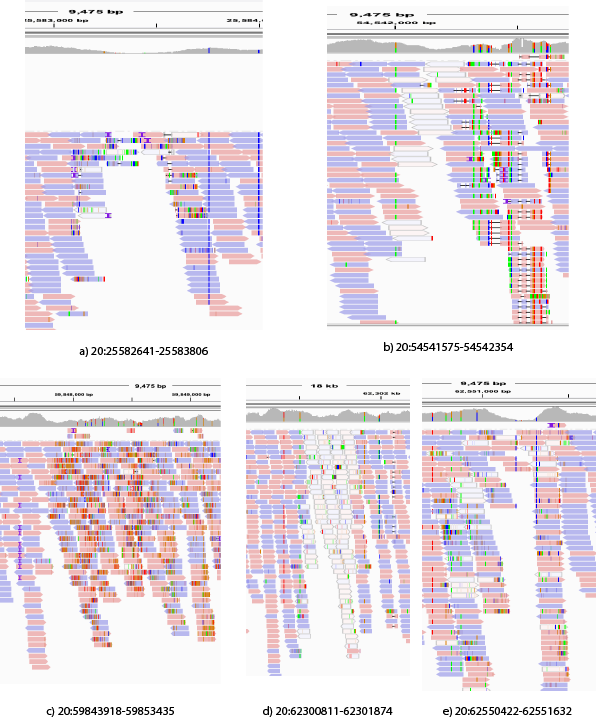 9,475 bp
5,583,000 bp
25,584,
a) 20:25582641-25583806
9,475 bp
54,542,000 bp
b) 20:54541575-54542354
9,475 bp
59,848,000 bp
59,849,000 bp
c) 20:59843918-59853435
18 kb
62,302 kb
d) 20:62300811-62301874
9,475 bp
62,551,000 bp
e) 20:62550422-62551632